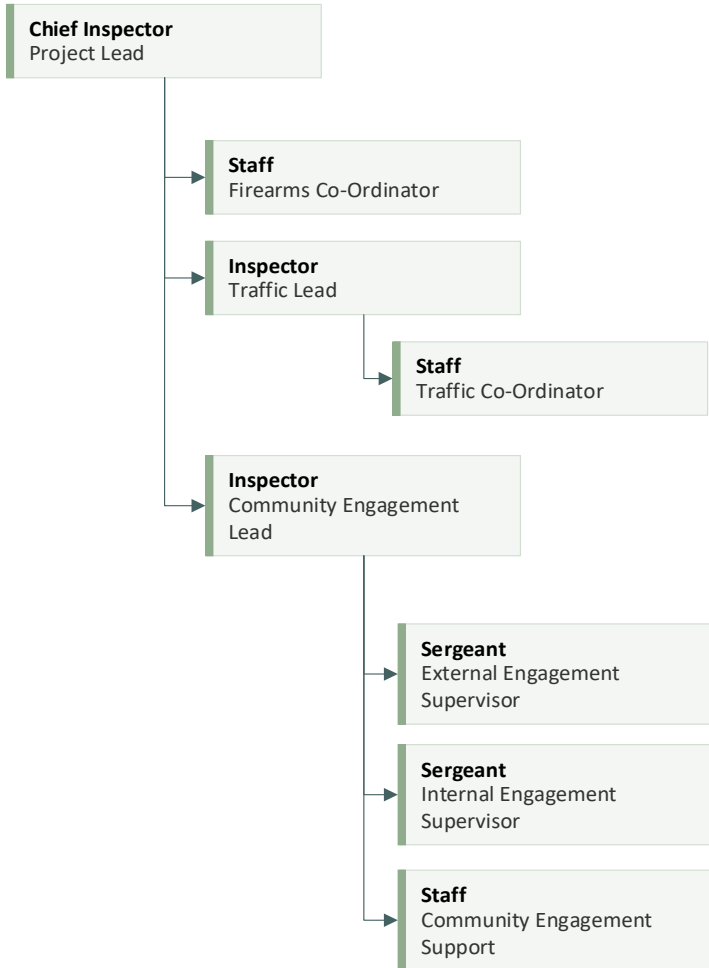 Chief Inspector
Project Lead
Staff
Firearms Co-Ordinator
Inspector
Traffic Lead
Staff
Traffic Co-Ordinator
Inspector
Community Engagement
Lead
Sergeant
External Engagement
Supervisor
Sergeant
Internal Engagement
Supervisor
Staff
Community Engagement
Support